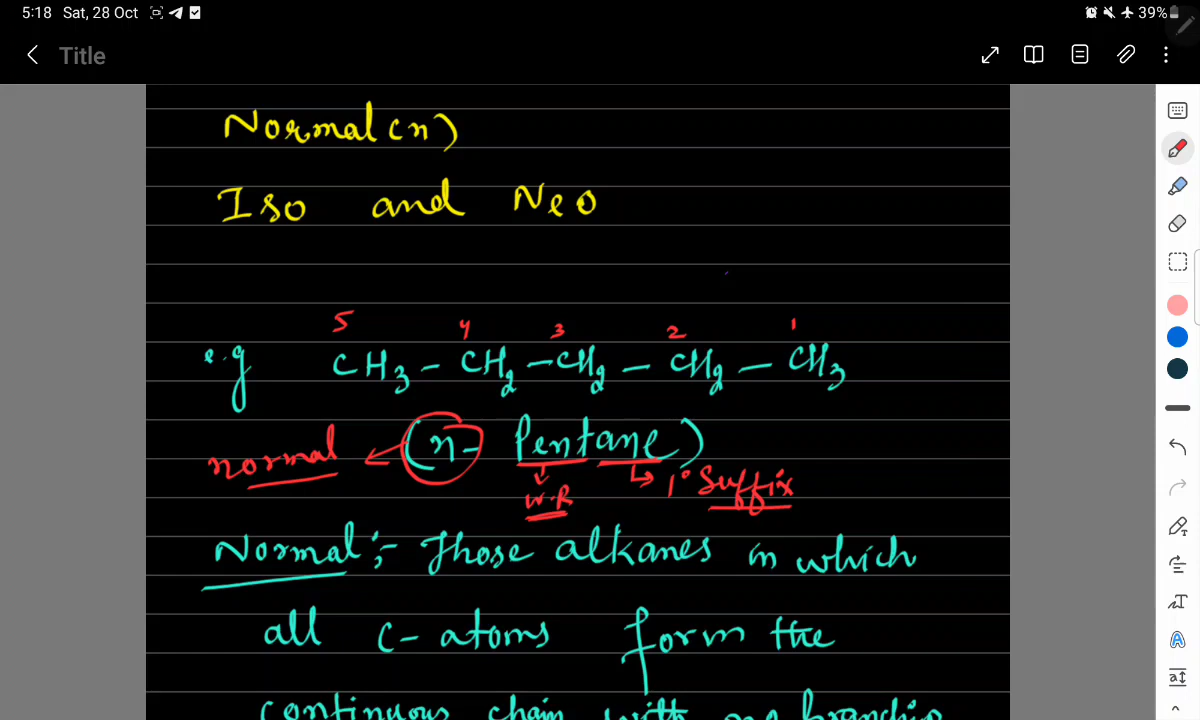 5:18 Sat, 28 Oct 39%
Title
Normal (n)
Iso and Neo
5 4 3 2 1
e.g CH3 - CH2 - CH2 - CH2 - CH3
normal ← (n- Pentane)
W.R 1° Suffix
Normal :- Those alkanes in which
all C- atoms form the
continuous chain with no